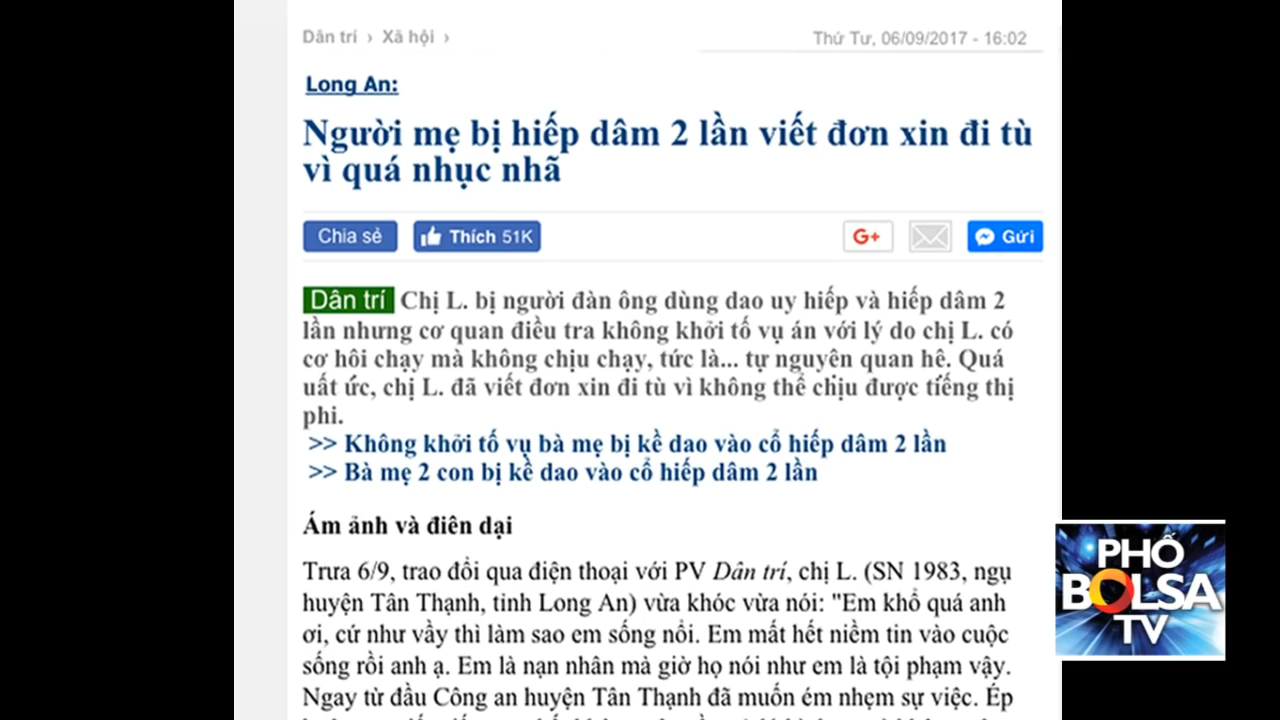 Dân trí › Xã hội ›
Thứ Tư, 06/09/2017 - 16:02
Long An:
Người mẹ bị hiếp dâm 2 lần viết đơn xin đi tù
vì quá nhục nhã
Chia sẻ
Thích 51K
G+
Gửi
Dân trí Chị L. bị người đàn ông dùng dao uy hiếp và hiếp dâm 2
lần nhưng cơ quan điều tra không khởi tố vụ án với lý do chị L. có
cơ hôi chạy mà không chịu chạy, tức là... tự nguyên quan hê. Quá
uất ức, chị L. đã viết đơn xin đi tù vì không thể chịu được tiếng thị
phi.
>> Không khởi tố vụ bà mẹ bị kề dao vào cổ hiếp dâm 2 lần
>> Bà mẹ 2 con bị kề dao vào cổ hiếp dâm 2 lần
Ám ảnh và điên dại
Trưa 6/9, trao đổi qua điện thoại với PV Dân trí, chị L. (SN 1983, ngụ
huyện Tân Thạnh, tỉnh Long An) vừa khóc vừa nói: "Em khổ quá anh
ơi, cứ như vầy thì làm sao em sống nổi. Em mất hết niềm tin vào cuộc
sống rồi anh ạ. Em là nạn nhân mà giờ họ nói như em là tội phạm vậy.
Ngay từ đầu Công an huyện Tân Thạnh đã muốn ém nhẹm sự việc. Ép
PHỐ
BOLSA
TV